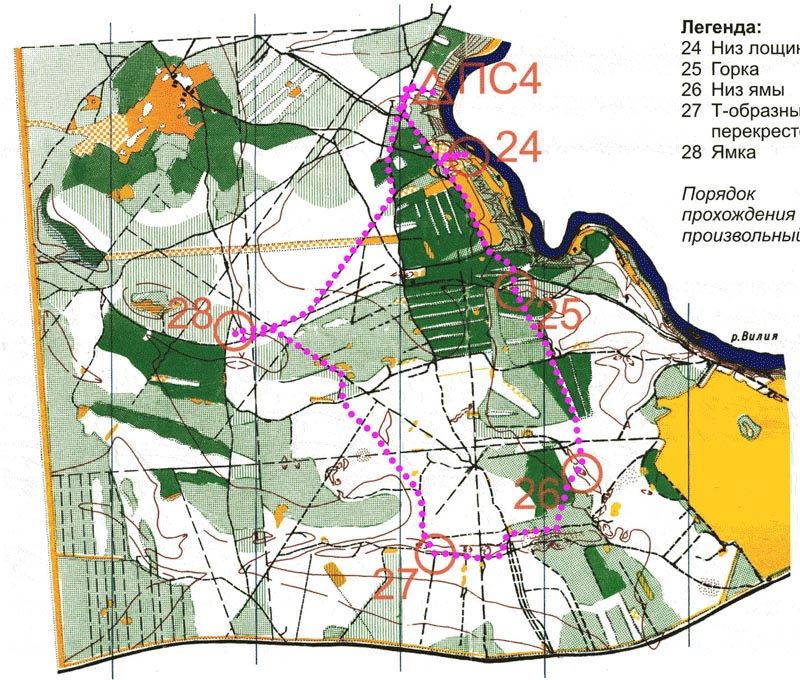 Легенда:
24 Низ лощин
25 Горка
26 Низ ямы
27 Т-образны
перекресто
28 Ямка
Порядок
прохождения
произвольный
ПС4
24
25
28
р.Вилия
26
27